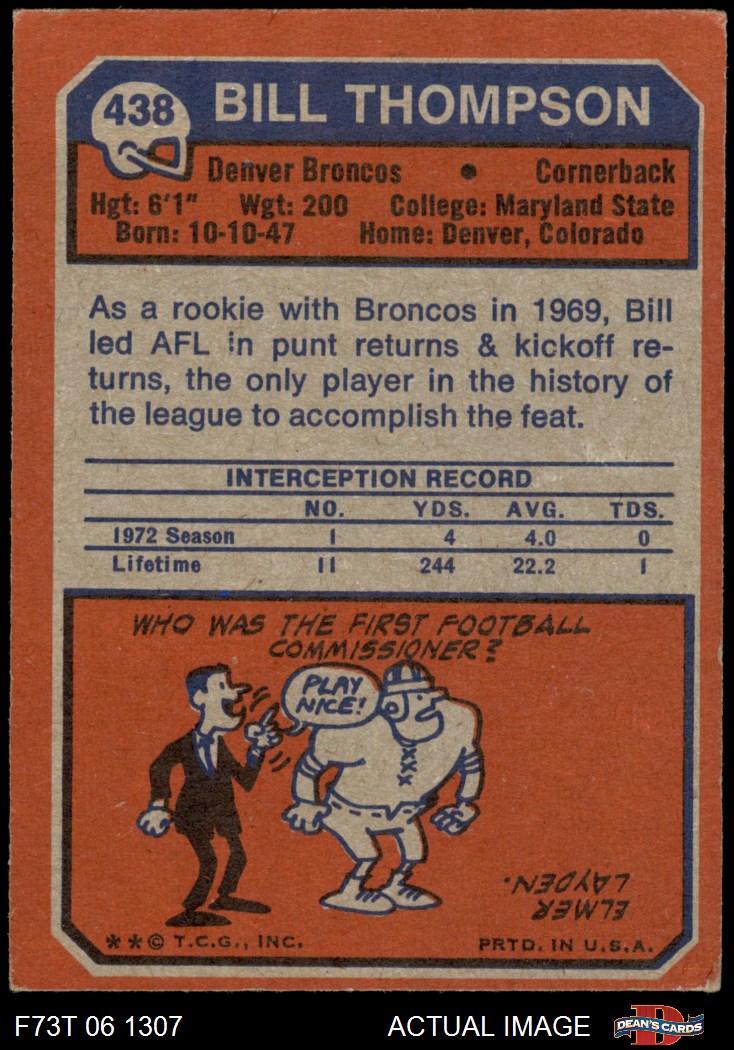 438 BILL THOMPSON
Denver Broncos • Cornerback
Hgt: 6'1" Wgt: 200 College: Maryland State
Born: 10-10-47 Home: Denver, Colorado
As a rookie with Broncos in 1969, Bill
led AFL in punt returns & kickoff re-
turns, the only player in the history of
the league to accomplish the feat.
INTERCEPTION RECORD
NO. YDS. AVG. TDS.
1972 Season 1 4 4.0 0
Lifetime 11 244 22.2 1
WHO WAS THE FIRST FOOTBALL
COMMISSIONER?
PLAY
NICE!
ELMER
LAYDEN.
**© T.C.G., INC. PRTD. IN U.S.A.
F73T 06 1307 ACTUAL IMAGE D DEAN'S CARDS